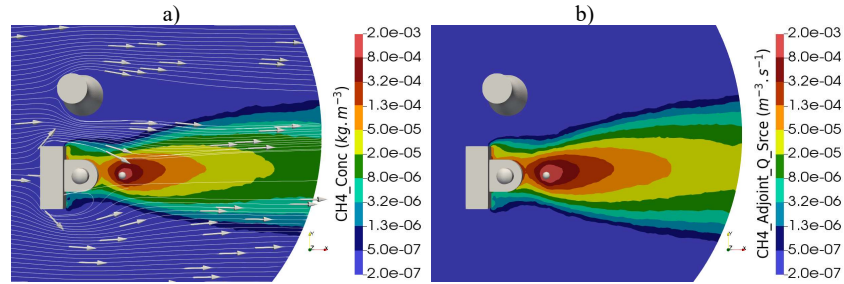 a)
b)
2.0e-03
8.0e-04
3.2e-04
1.3e-04
5.0e-05
2.0e-05
8.0e-06
3.2e-06
1.3e-06
5.0e-07
2.0e-07
CH4_Conc (kg.m⁻³)
2.0e-03
8.0e-04
3.2e-04
1.3e-04
5.0e-05
2.0e-05
8.0e-06
3.2e-06
1.3e-06
5.0e-07
2.0e-07
CH4_Adjoint_Q_Srce (m⁻³.s⁻¹)